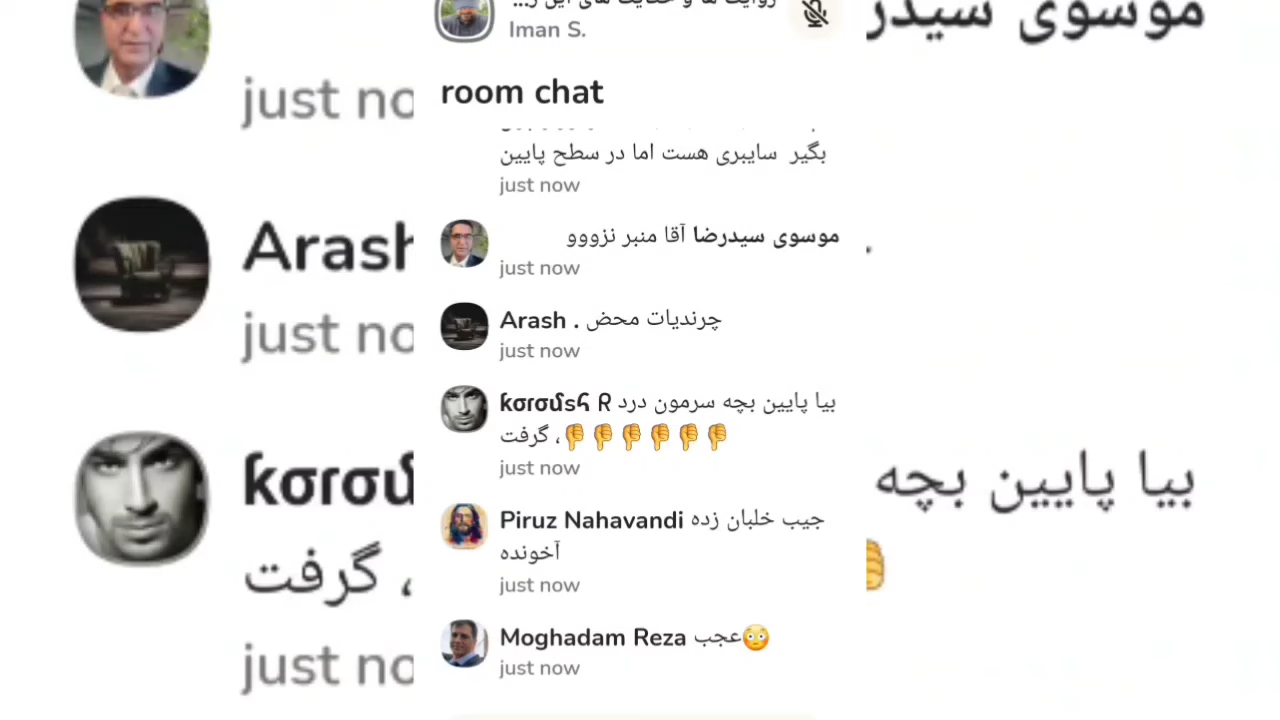 روایت ها و حکایت های این ر...
Iman S.
room chat
بگیر سایبری هست اما در سطح پایین
just now
موسوی سیدرضا آقا منبر نزووو
just now
Arash . چرندیات محض
just now
ƙσɾσմsɦ R بیا پایین بچه سرمون درد
گرفت ،👎👎👎👎👎👎
just now
Piruz Nahavandi جیب خلبان زده
آخونده
just now
Moghadam Reza عجب😳
just now
just no
Arash
just no
ƙσɾσմ
گرفت ،
just no
موسوی سیدر
بیا پایین بچه